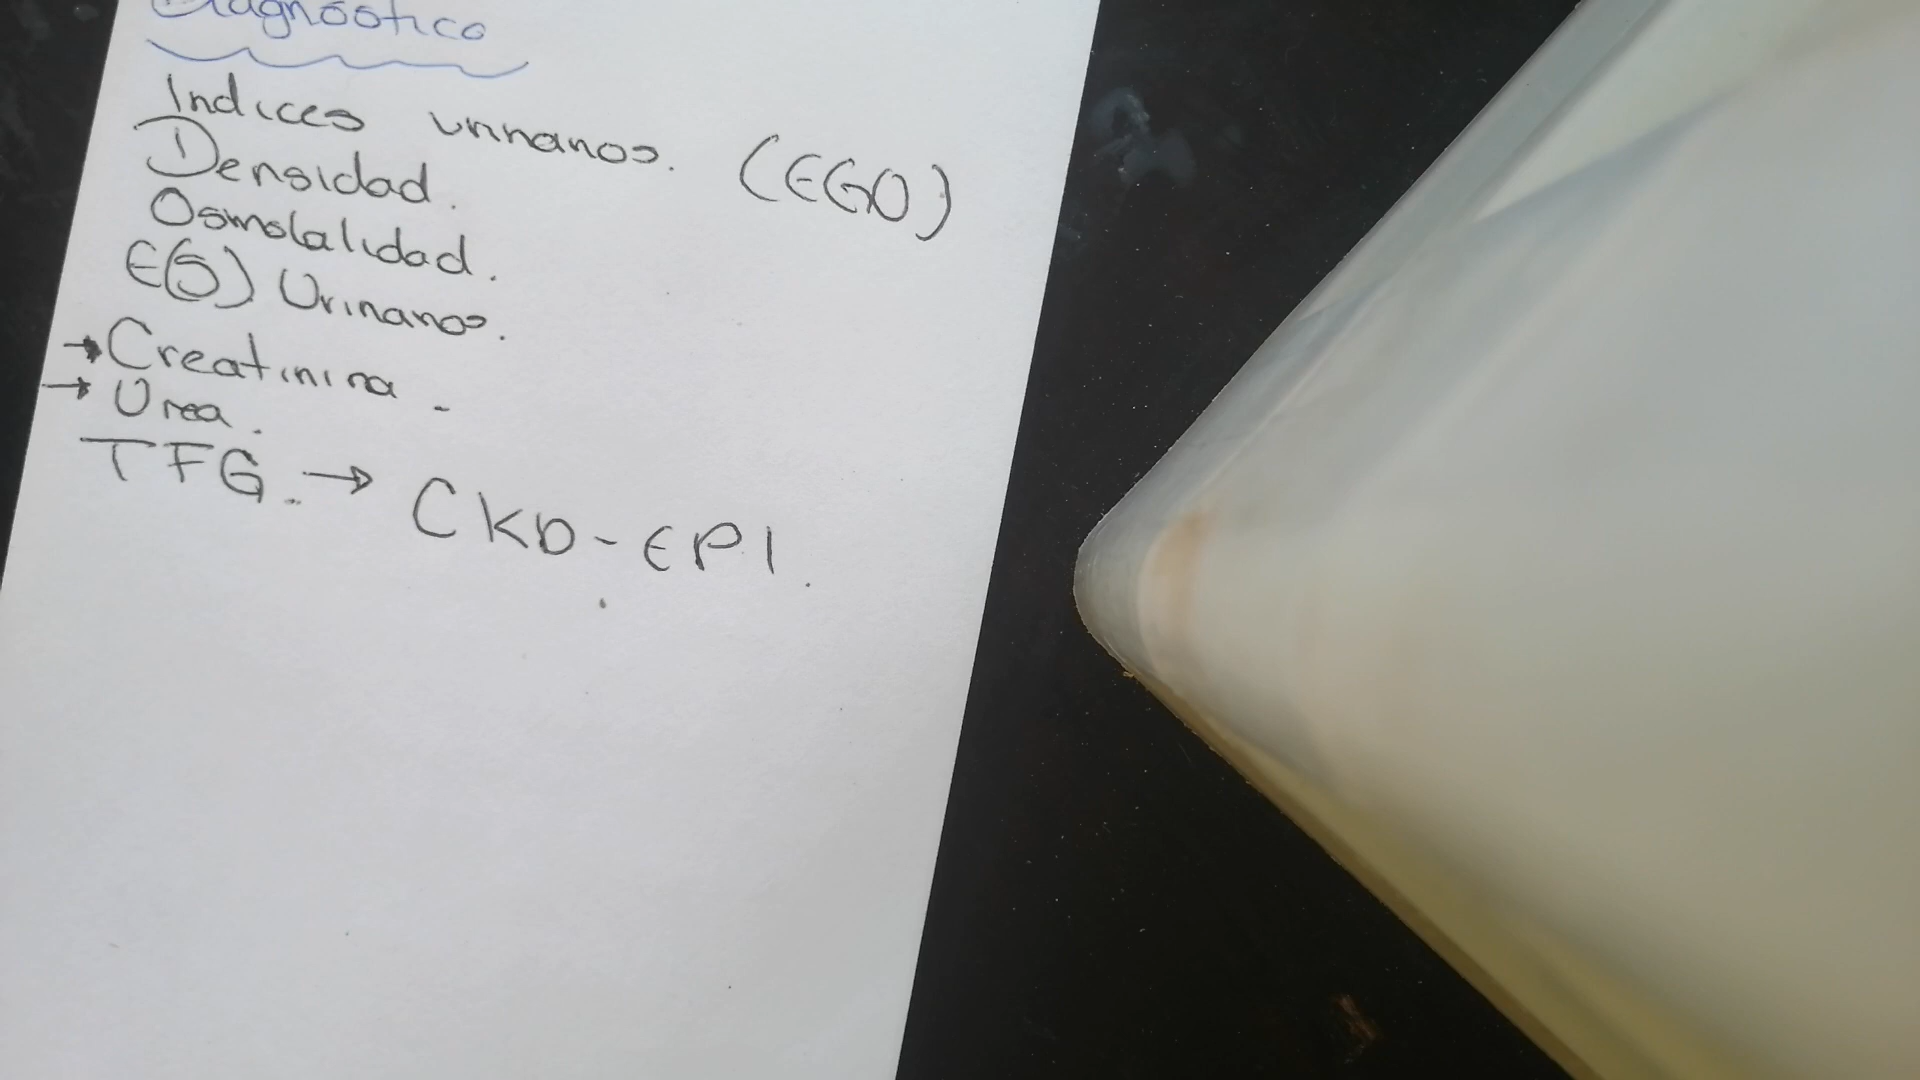 Diagnóstico
Indices urinarios. (EGO)
Densidad.
Osmolalidad.
E(S) Urinarios.
→ Creatinina.
→ Urea.
TFG. → CKD-EPI.